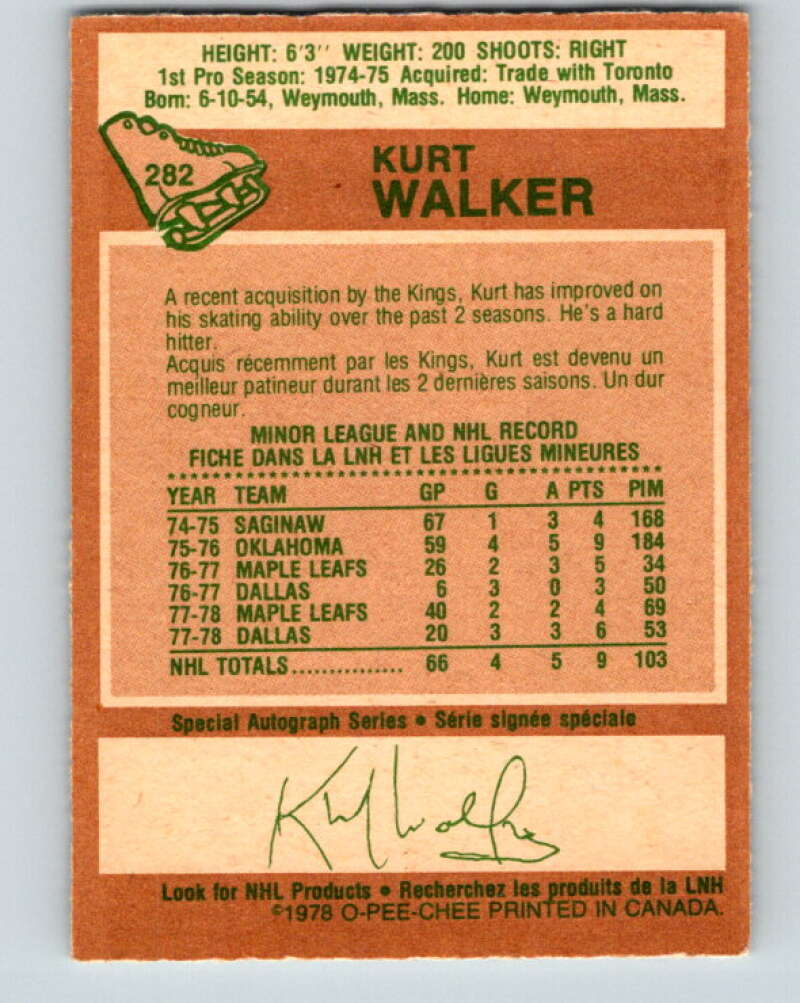 HEIGHT: 6'3'' WEIGHT: 200 SHOOTS: RIGHT
1st Pro Season: 1974-75 Acquired: Trade with Toronto
Born: 6-10-54, Weymouth, Mass. Home: Weymouth, Mass.
282
KURT
WALKER
A recent acquisition by the Kings, Kurt has improved on
his skating ability over the past 2 seasons. He's a hard
hitter.
Acquis récemment par les Kings, Kurt est devenu un
meilleur patineur durant les 2 dernières saisons. Un dur
cogneur.
MINOR LEAGUE AND NHL RECORD
FICHE DANS LA LNH ET LES LIGUES MINEURES
YEAR TEAM GP G A PTS PIM
74-75 SAGINAW 67 1 3 4 168
75-76 OKLAHOMA 59 4 5 9 184
76-77 MAPLE LEAFS 26 2 3 5 34
76-77 DALLAS 6 3 0 3 50
77-78 MAPLE LEAFS 40 2 2 4 69
77-78 DALLAS 20 3 3 6 53
NHL TOTALS................ 66 4 5 9 103
Special Autograph Series • Série signée spéciale
Kurt Walker
Look for NHL Products • Recherchez les produits de la LNH
©1978 O-PEE-CHEE PRINTED IN CANADA.